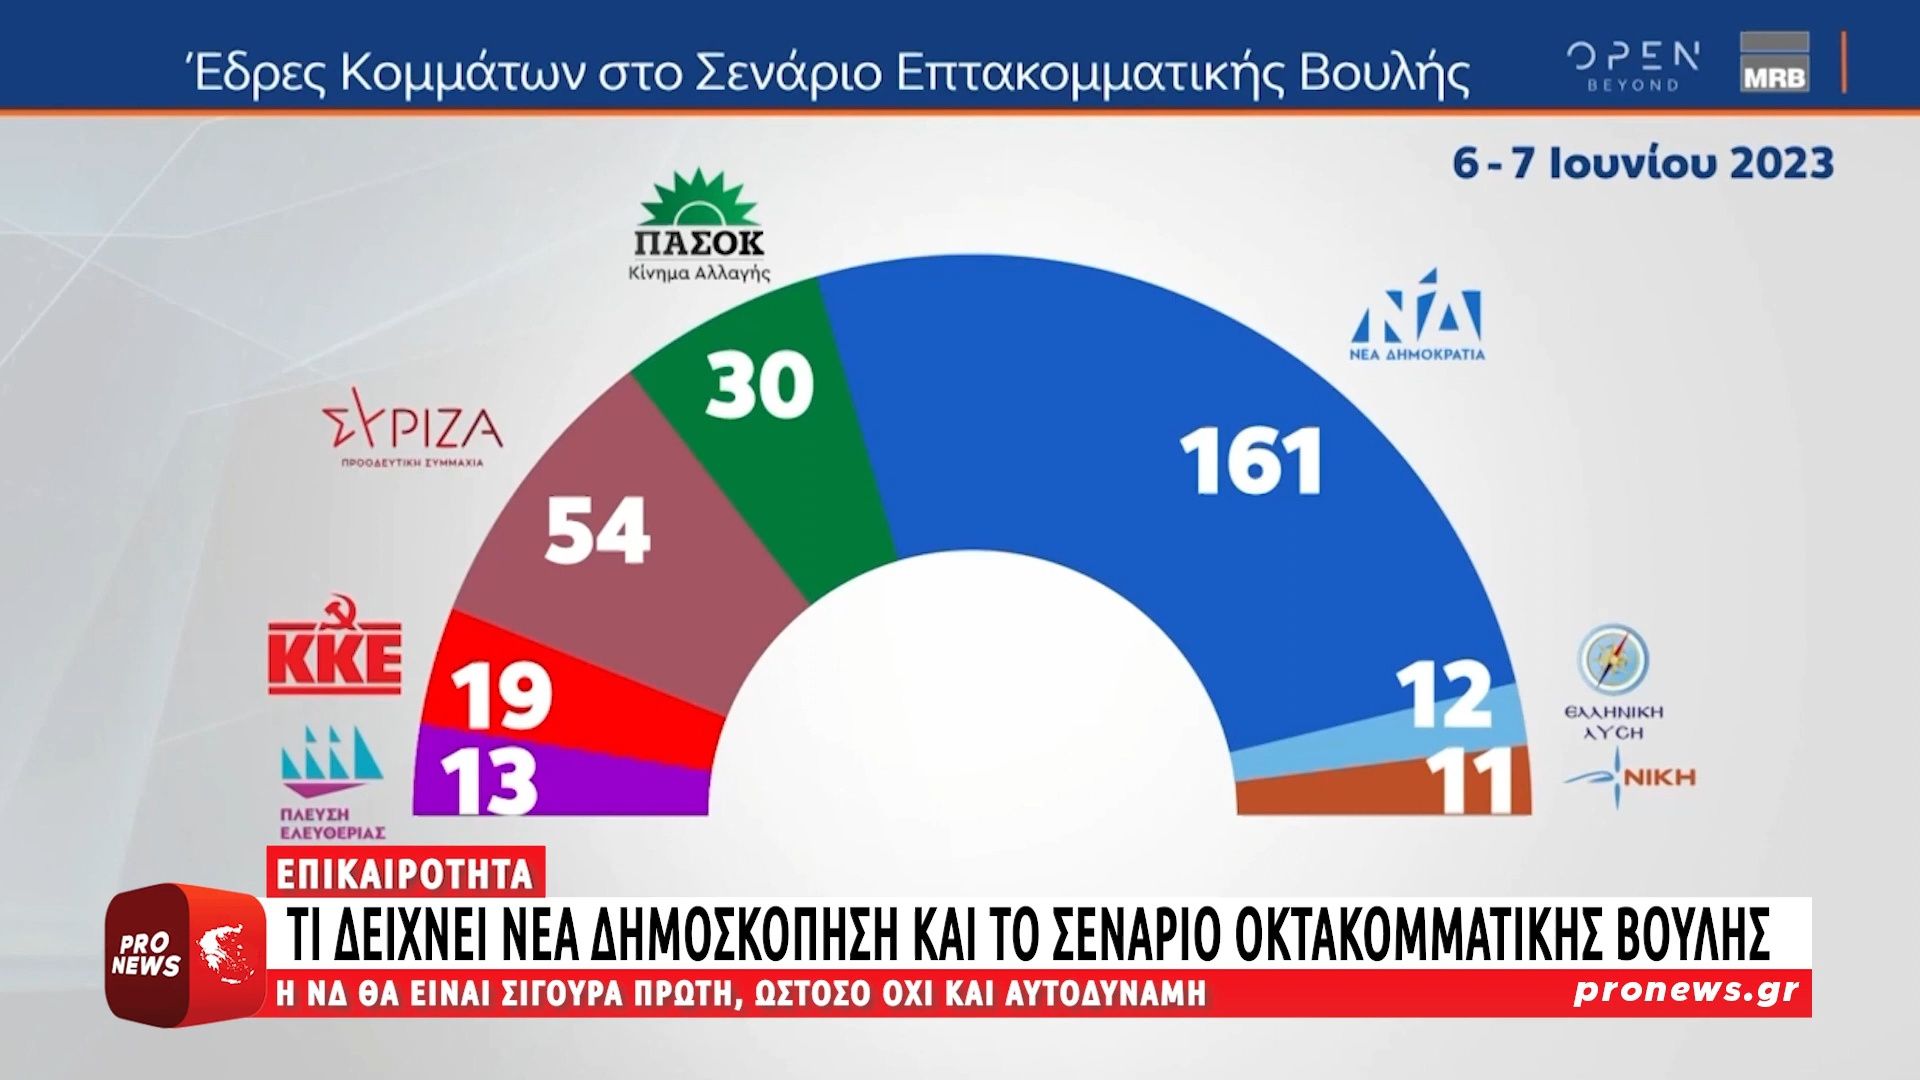 Έδρες Κομμάτων στο Σενάριο Επτακομματικής Βουλής
OPEN
BEYOND
MRB
6 - 7 Ιουνίου 2023
ΠΑΣΟΚ
Κίνημα Αλλαγής
ΝΔ
ΝΕΑ ΔΗΜΟΚΡΑΤΙΑ
30
161
ΣΥΡΙΖΑ
ΠΡΟΟΔΕΥΤΙΚΗ ΣΥΜΜΑΧΙΑ
54
ΚΚΕ
19
12
ΕΛΛΗΝΙΚΗ
ΛΥΣΗ
ΠΛΕΥΣΗ
ΕΛΕΥΘΕΡΙΑΣ
13
11
ΝΙΚΗ
ΕΠΙΚΑΙΡΟΤΗΤΑ
PRO
NEWS
ΤΙ ΔΕΙΧΝΕΙ ΝΕΑ ΔΗΜΟΣΚΟΠΗΣΗ ΚΑΙ ΤΟ ΣΕΝΑΡΙΟ ΟΚΤΑΚΟΜΜΑΤΙΚΗΣ ΒΟΥΛΗΣ
Η ΝΔ ΘΑ ΕΙΝΑΙ ΣΙΓΟΥΡΑ ΠΡΩΤΗ, ΩΣΤΟΣΟ ΟΧΙ ΚΑΙ ΑΥΤΟΔΥΝΑΜΗ
pronews.gr